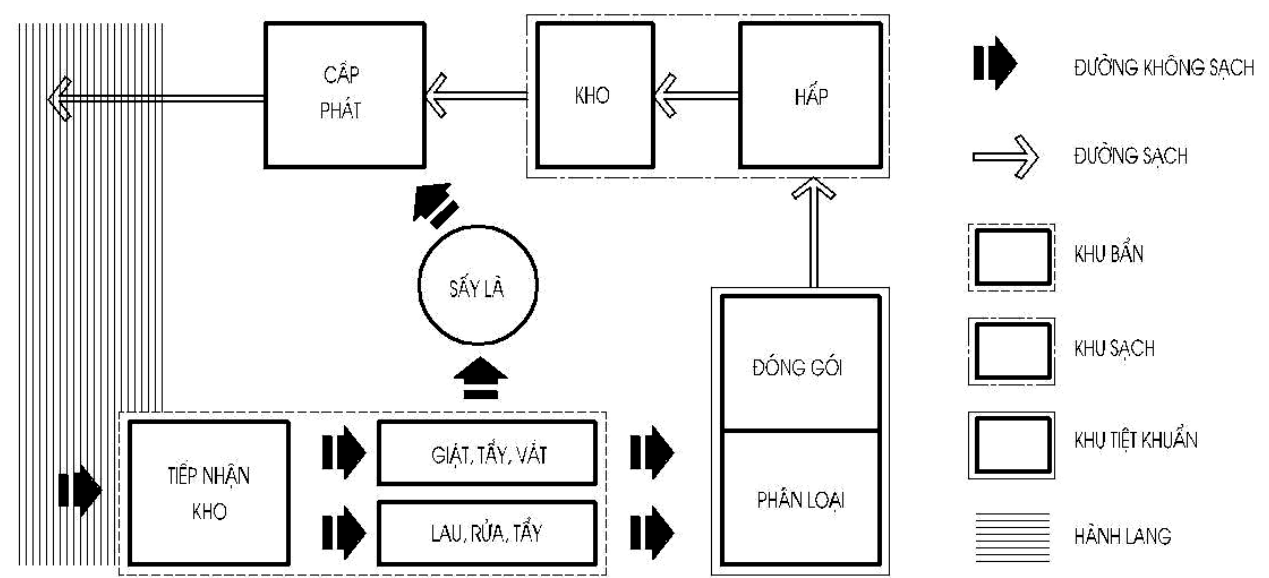 CẤP
PHÁT
KHO
HẤP
SẤY LÀ
ĐÓNG GÓI
PHÂN LOẠI
TIẾP NHẬN
KHO
GIẶT, TẨY, VẮT
LAU, RỬA, TẨY
ĐƯỜNG KHÔNG SẠCH
ĐƯỜNG SẠCH
KHU BẨN
KHU SẠCH
KHU TIỆT KHUẨN
HÀNH LANG